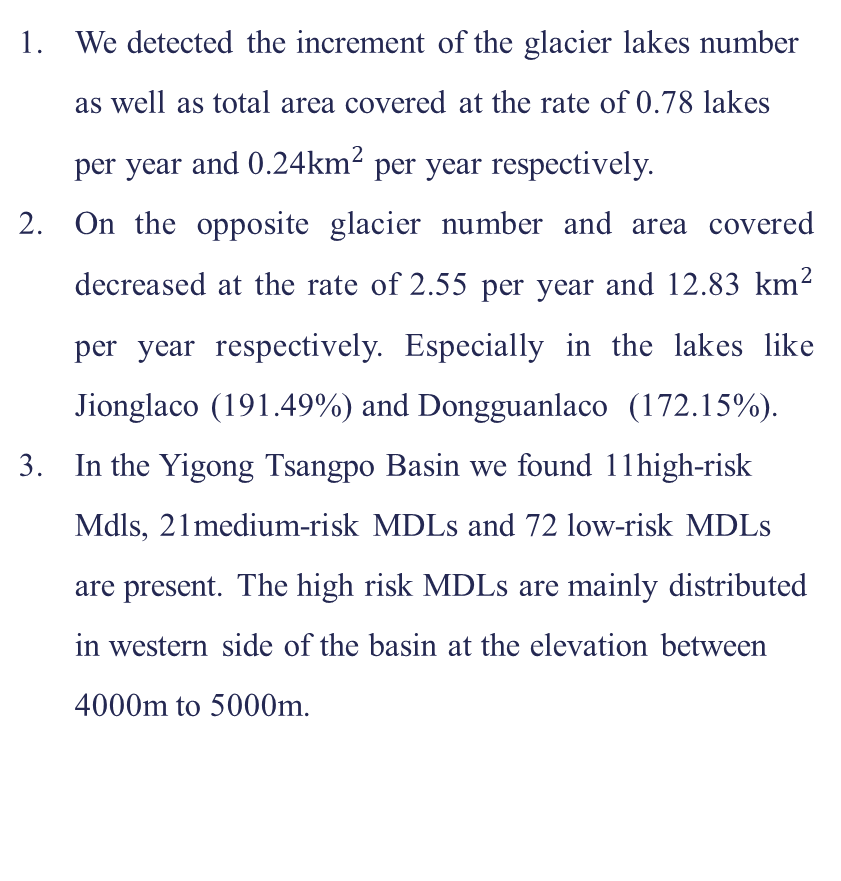 1. We detected the increment of the glacier lakes number
as well as total area covered at the rate of 0.78 lakes
per year and 0.24km² per year respectively.
2. On the opposite glacier number and area covered
decreased at the rate of 2.55 per year and 12.83 km²
per year respectively. Especially in the lakes like
Jionglaco (191.49%) and Dongguanlaco (172.15%).
3. In the Yigong Tsangpo Basin we found 11high-risk
Mdls, 21medium-risk MDLs and 72 low-risk MDLs
are present. The high risk MDLs are mainly distributed
in western side of the basin at the elevation between
4000m to 5000m.